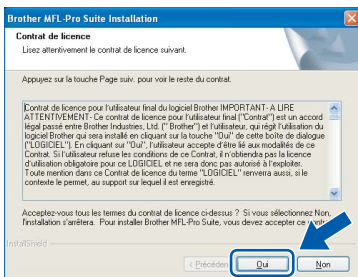 Brother MFL-Pro Suite Installation
Contrat de licence
Lisez attentivement le contrat de licence suivant.
Appuyez sur la touche Page suiv. pour voir le reste du contrat.
Contrat de licence pour l'utilisateur final du logiciel Brother IMPORTANT- A LIRE
ATTENTIVEMENT- Ce contrat de licence pour l'utilisateur final ("Contrat") est un accord
légal passé entre Brother Industries, Ltd. ("Brother") et l'utilisateur, qui régit l'utilisation du
logiciel Brother qui sera installé en cliquant sur la touche "Oui" de cette boîte de dialogue
("LOGICIEL"). En cliquant sur "Oui", l'utilisateur accepte d'être lié aux modalités de ce
Contrat. Si l'utilisateur refuse les conditions de ce Contrat, il n'obtiendra pas la licence
d'utilisation obligatoire pour ce LOGICIEL et ne sera donc pas autorisé à l'exploiter.
Toute mention dans ce Contrat de licence du terme "LOGICIEL" renverra aussi, si le
contexte le permet, au support sur lequel il est enregistré.
Acceptez-vous tous les termes du contrat de licence ci-dessus ? Si vous sélectionnez Non,
l'installation s'arrêtera. Pour installer Brother MFL-Pro Suite, vous devez accepter ce
InstallShield
< Précéden
Oui
Non